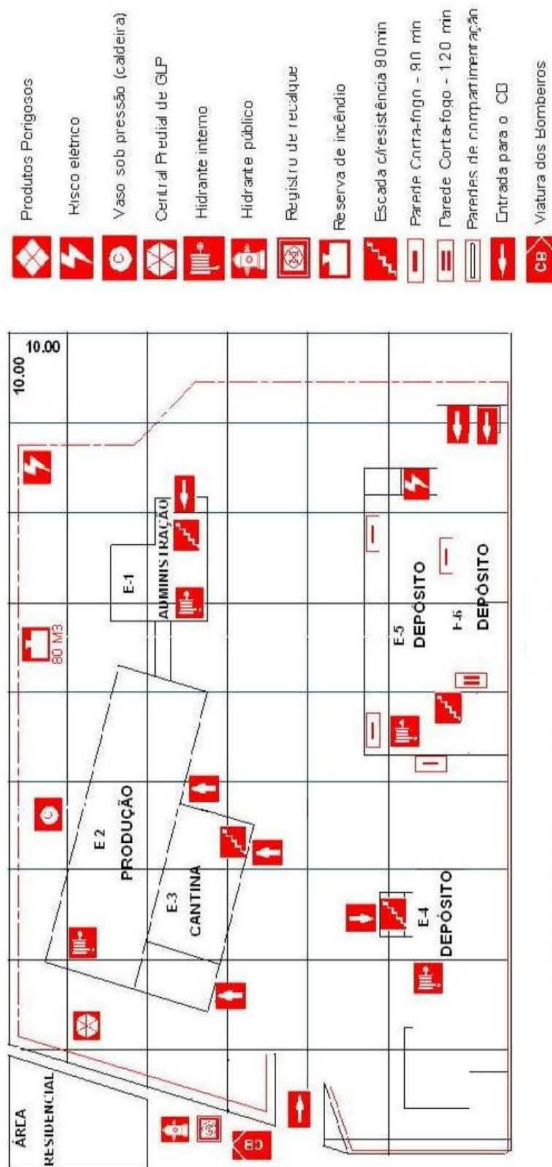 ÁREA
RESIDENCIAL
80 M3
10.00
10.00
E-1
ADMINISTRAÇÃO
E 2
PRODUÇÃO
E-3
CANTINA
C
CB
E-4
DEPÓSITO
E-5
DEPÓSITO
E-6
DEPÓSITO
Produtos Perigosos
Risco elétrico
C
Vaso sob pressão (caldeira)
Central Predial de GLP
Hidrante interno
Hidrante público
Registro de recalque
Reserva de incêndio
Escada c/resistência 90min
Parede Corta-fogo - 90 min
Parede Corta-fogo - 120 min
Paredes de compartimentação
Entrada para o CB
CB
Viatura dos Bombeiros